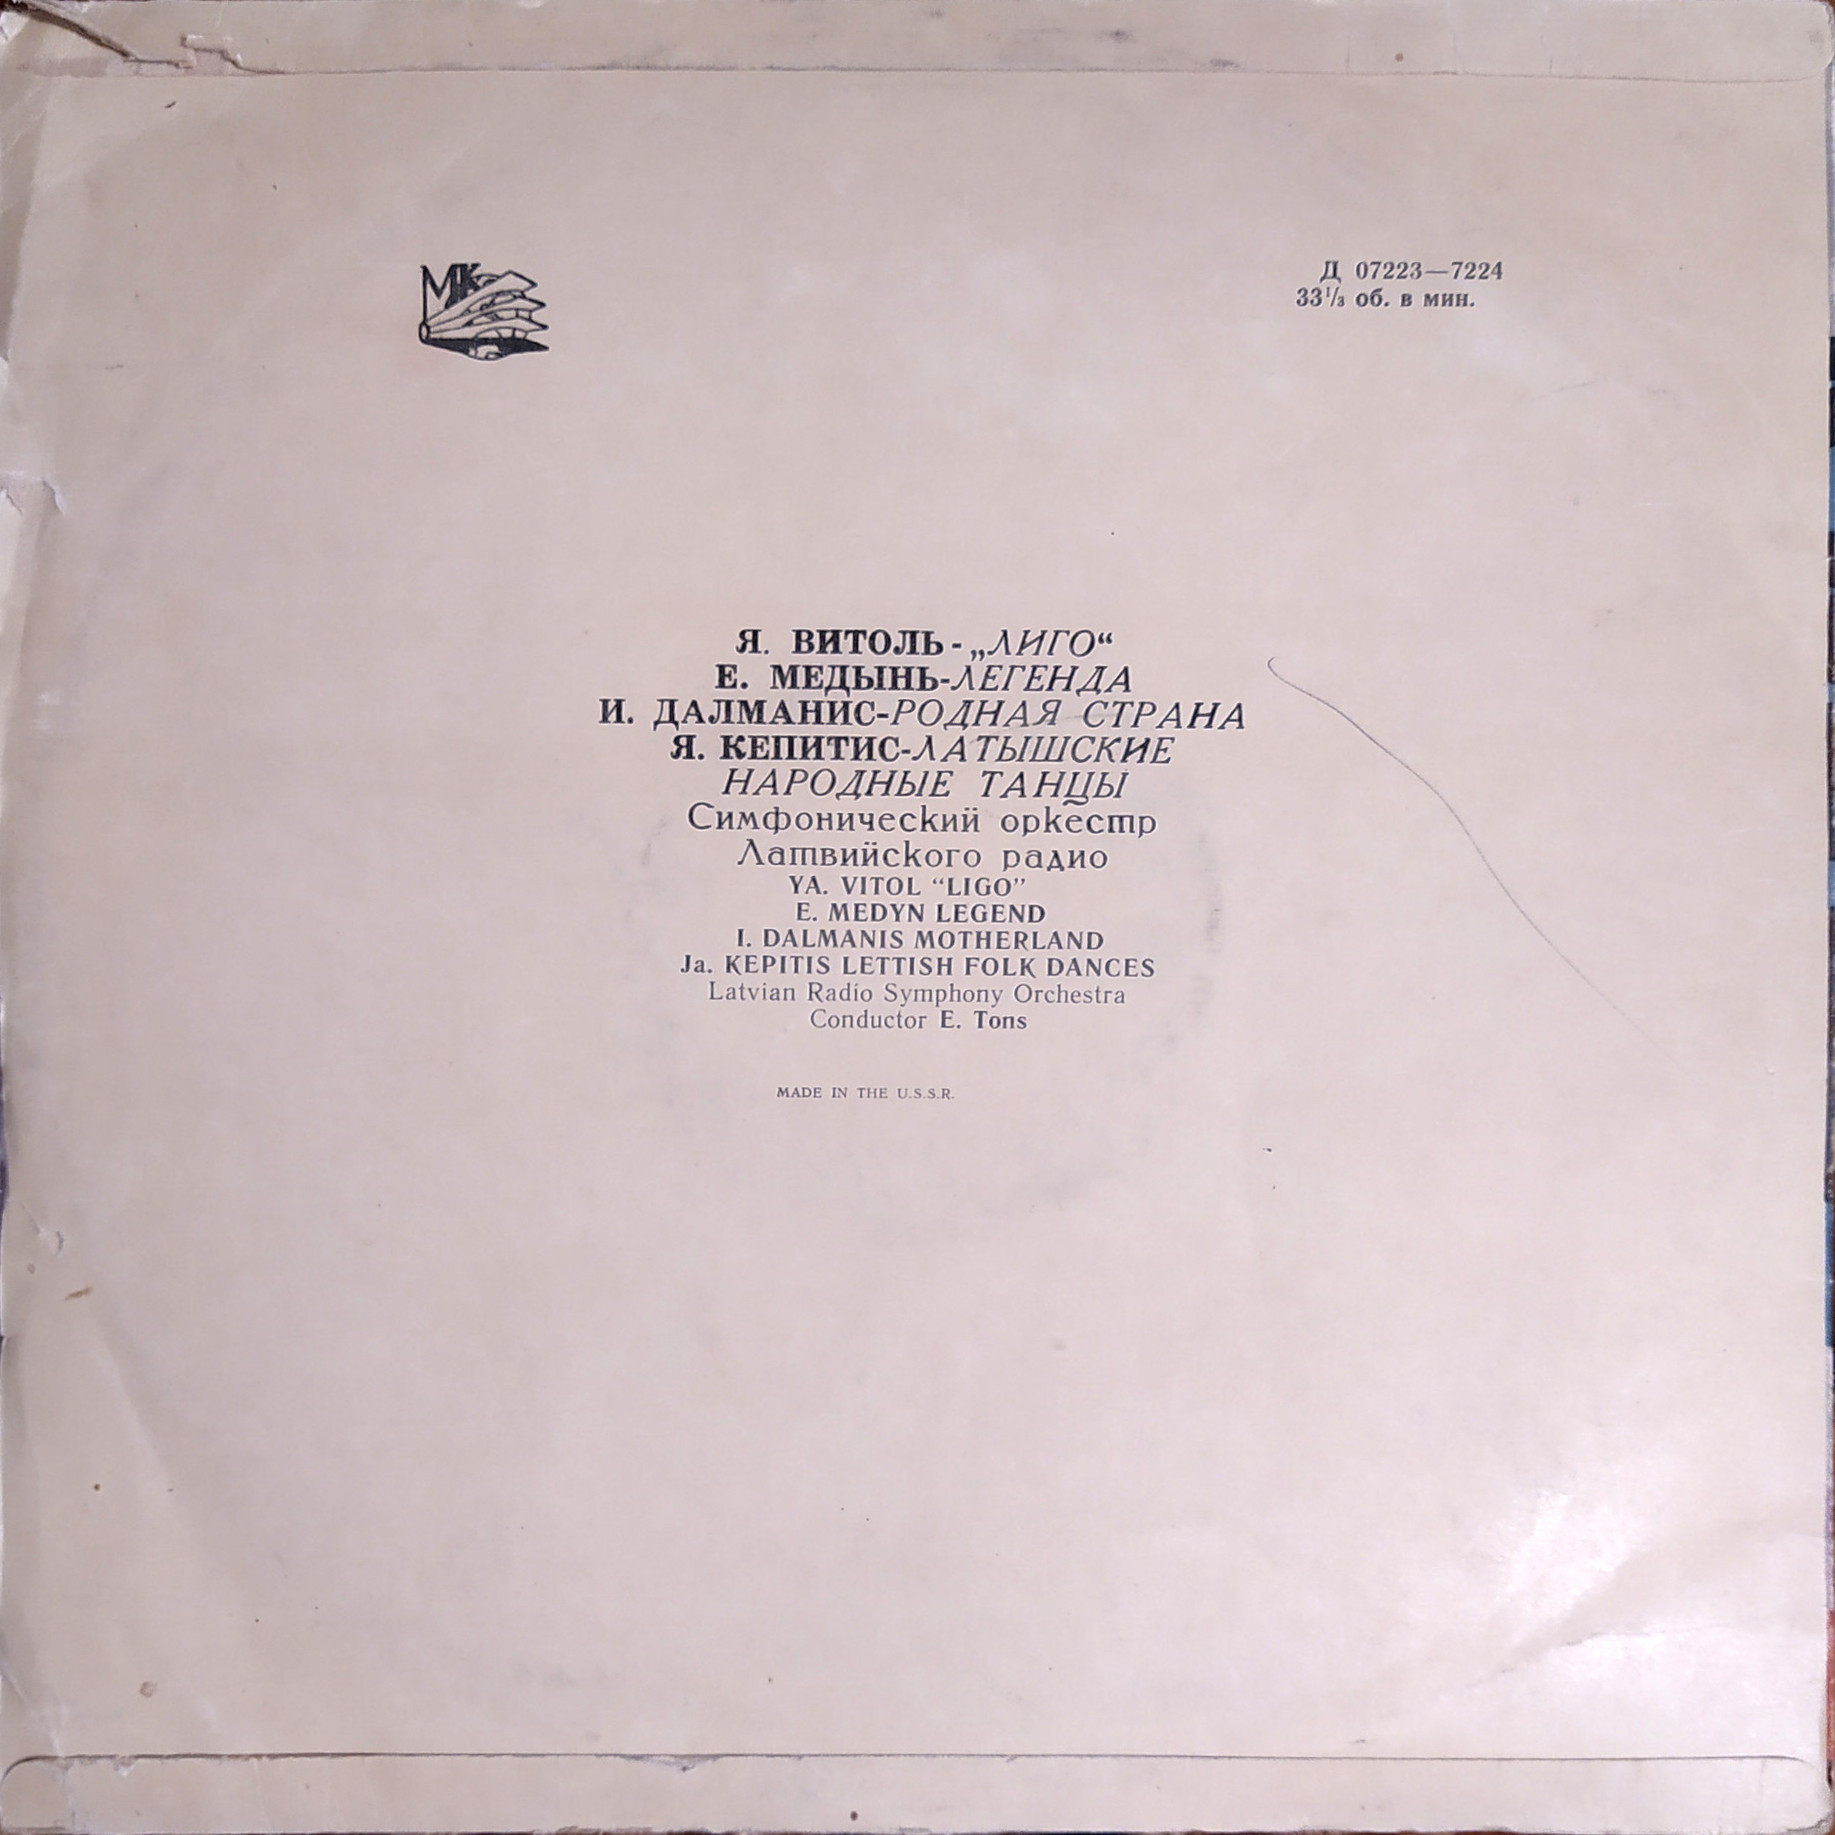 МК
Д 07223—7224
33⅓ об. в мин.
Я. ВИТОЛЬ - „ЛИГО“
Е. МЕДЫНЬ-ЛЕГЕНДА
И. ДАЛМАНИС-РОДНАЯ СТРАНА
Я. КЕПИТИС-ЛАТЫШСКИЕ
НАРОДНЫЕ ТАНЦЫ
Симфонический оркестр
Латвийского радио
YA. VITOL “LIGO”
E. MEDYN LEGEND
I. DALMANIS MOTHERLAND
Ja. KEPITIS LETTISH FOLK DANCES
Latvian Radio Symphony Orchestra
Conductor E. Tons
MADE IN THE U.S.S.R.